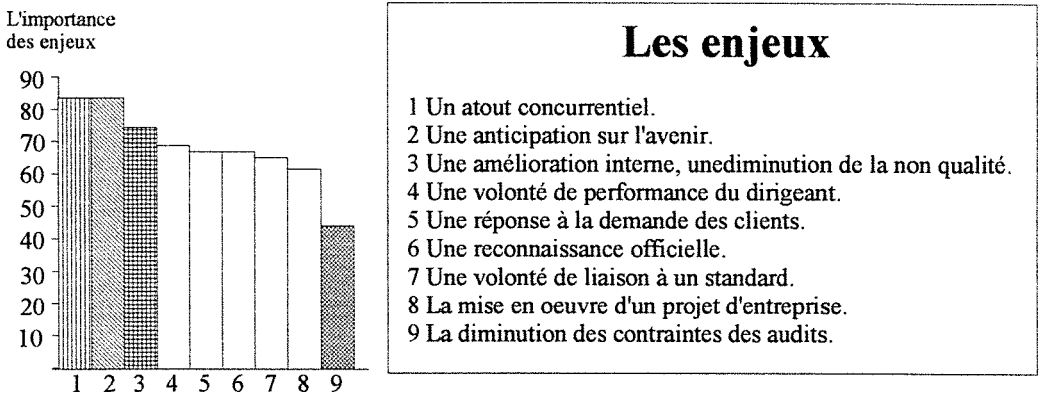 L'importance
des enjeux
90
80
70
60
50
40
30
20
10
1 2 3 4 5 6 7 8 9
Les enjeux
1 Un atout concurrentiel.
2 Une anticipation sur l'avenir.
3 Une amélioration interne, unediminution de la non qualité.
4 Une volonté de performance du dirigeant.
5 Une réponse à la demande des clients.
6 Une reconnaissance officielle.
7 Une volonté de liaison à un standard.
8 La mise en oeuvre d'un projet d'entreprise.
9 La diminution des contraintes des audits.